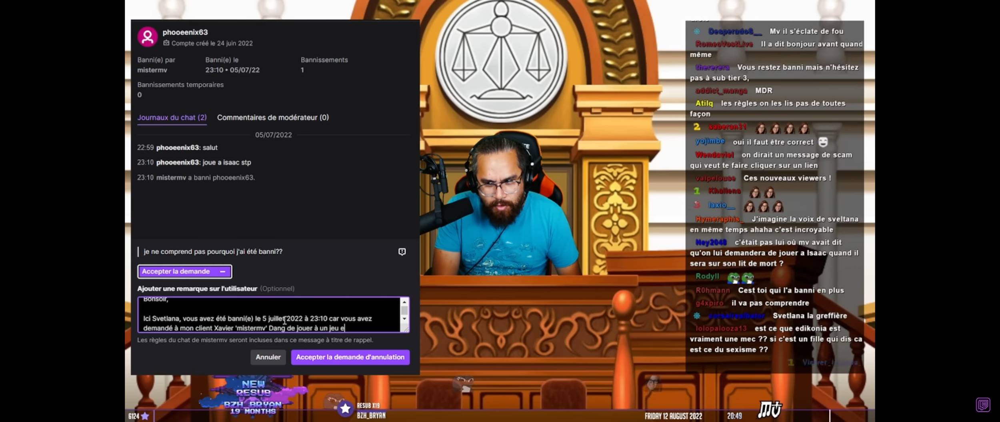 phooeenix63
Compte créé le 24 juin 2022
Banni(e) par
mistermv
Banni(e) le
23:10 • 05/07/22
Bannissements
1
Bannissements temporaires
0
Journaux du chat (2)
Commentaires de modérateur (0)
05/07/2022
22:59 phooeenix63: salut
23:10 phooeenix63: joue a isaac stp
23:10 mistermv a banni phooeenix63.
je ne comprend pas pourquoi j'ai été banni??
Accepter la demande
Ajouter une remarque sur l'utilisateur (Optionnel)
Bonsoir,
Ici Svetlana, vous avez été banni(e) le 5 juillet 2022 à 23:10 car vous avez
demandé à mon client Xavier 'mistermv' Dang de jouer à un jeu e
Les règles du chat de mistermv seront incluses dans ce message à titre de rappel.
Annuler
Accepter la demande d'annulation
NEW
RESUB
BZH_BRYAN
19 MONTHS
6124
RESUB X19
BZH_BRYAN
DesperadoS__ Mv il s'éclate de fou
RomeoVostLive Il a dit bonjour avant quand
même
thererera Vous restez banni mais n'hésitez
pas à sub tier 3,
addict_manga MDR
Atilq les règles on les lis pas de toutes
façon
2 saberan31
yojimbe oui il faut être correct
Wendaviel on dirait un message de scam
qui veut te faire cliquer sur un lien
valpelouse Ces nouveaux viewers !
1 Khallens
3 laxio__
Hymeraphis_ J'imagine la voix de sveltana
en même temps ahaha c'est incroyable
Ney2048 c'était pas lui où mv avait dit
qu'on lui demandera de jouer a Isaac quand il
sera sur son lit de mort ?
Rodyll
R0hmann Cest toi qui l'a banni en plus
g4xpiro il va pas comprendre
Svetlana la greffière
lolopalooza13 est ce que edikonia est
vraiment une mec ?? si c'est un fille qui dis ca
est ce du sexisme ??
1
FRIDAY 12 AUGUST 2022
20:49
MV